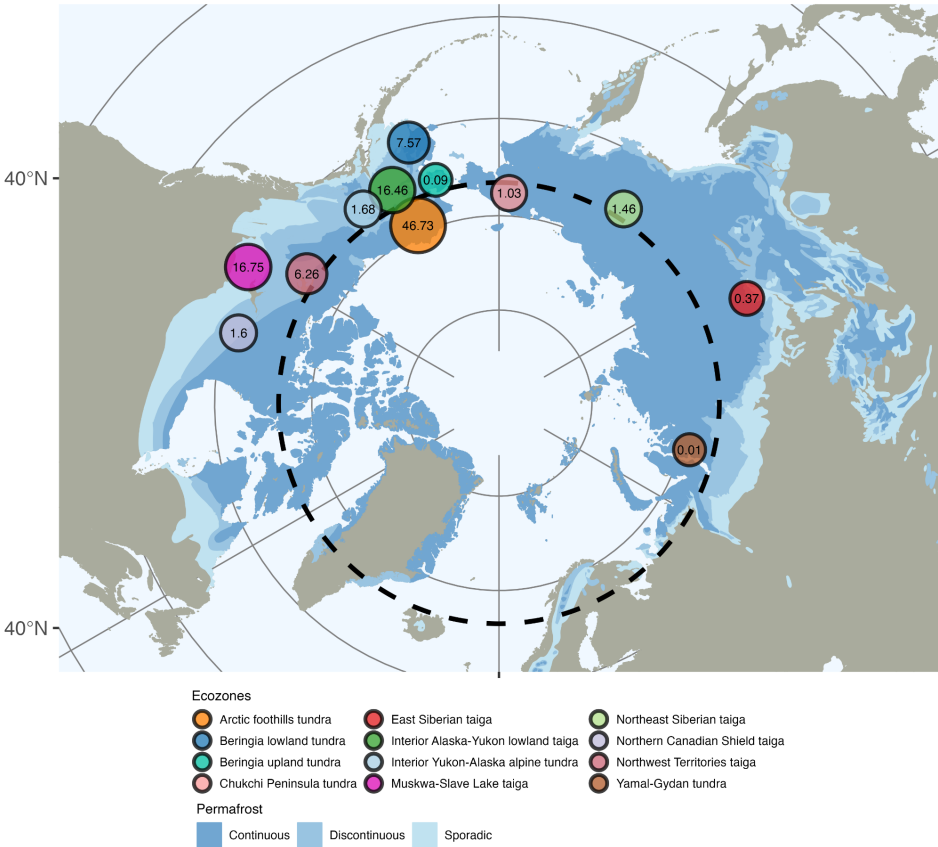 7.57
40°N
0.09
16.46
1.03
1.68
1.46
46.73
16.75
6.26
0.37
1.6
0.01
40°N
Ecozones
Arctic foothills tundra East Siberian taiga Northeast Siberian taiga
Beringia lowland tundra Interior Alaska-Yukon lowland taiga Northern Canadian Shield taiga
Beringia upland tundra Interior Yukon-Alaska alpine tundra Northwest Territories taiga
Chukchi Peninsula tundra Muskwa-Slave Lake taiga Yamal-Gydan tundra
Permafrost
Continuous Discontinuous Sporadic